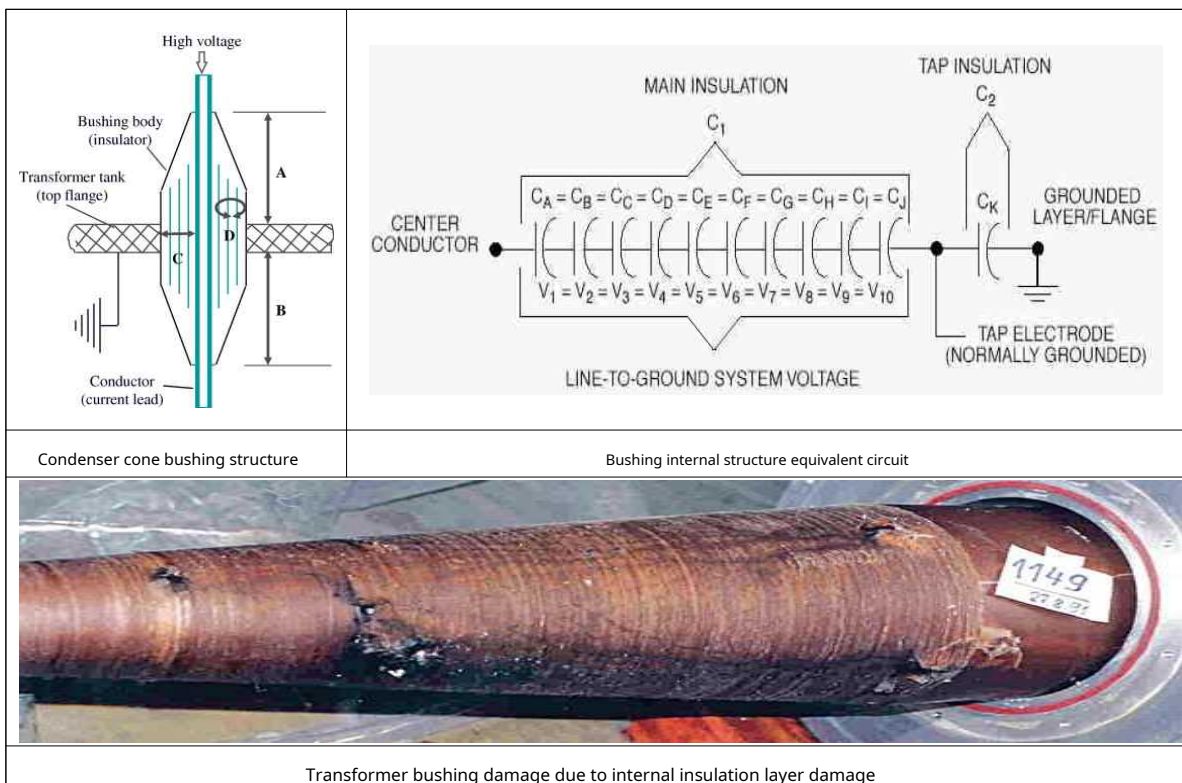 High voltage
Bushing body
(insulator)
Transformer tank
(top flange)
A
D
C
B
Conductor
(current lead)
MAIN INSULATION
C1
TAP INSULATION
C2
CA = CB = CC = CD = CE = CF = CG = CH = CI = CJ
CK
GROUNDED
LAYER/FLANGE
CENTER
CONDUCTOR
V1 = V2 = V3 = V4 = V5 = V6 = V7 = V8 = V9 = V10
TAP ELECTRODE
(NORMALLY GROUNDED)
LINE-TO-GROUND SYSTEM VOLTAGE
Condenser cone bushing structure
Bushing internal structure equivalent circuit
1149
Transformer bushing damage due to internal insulation layer damage